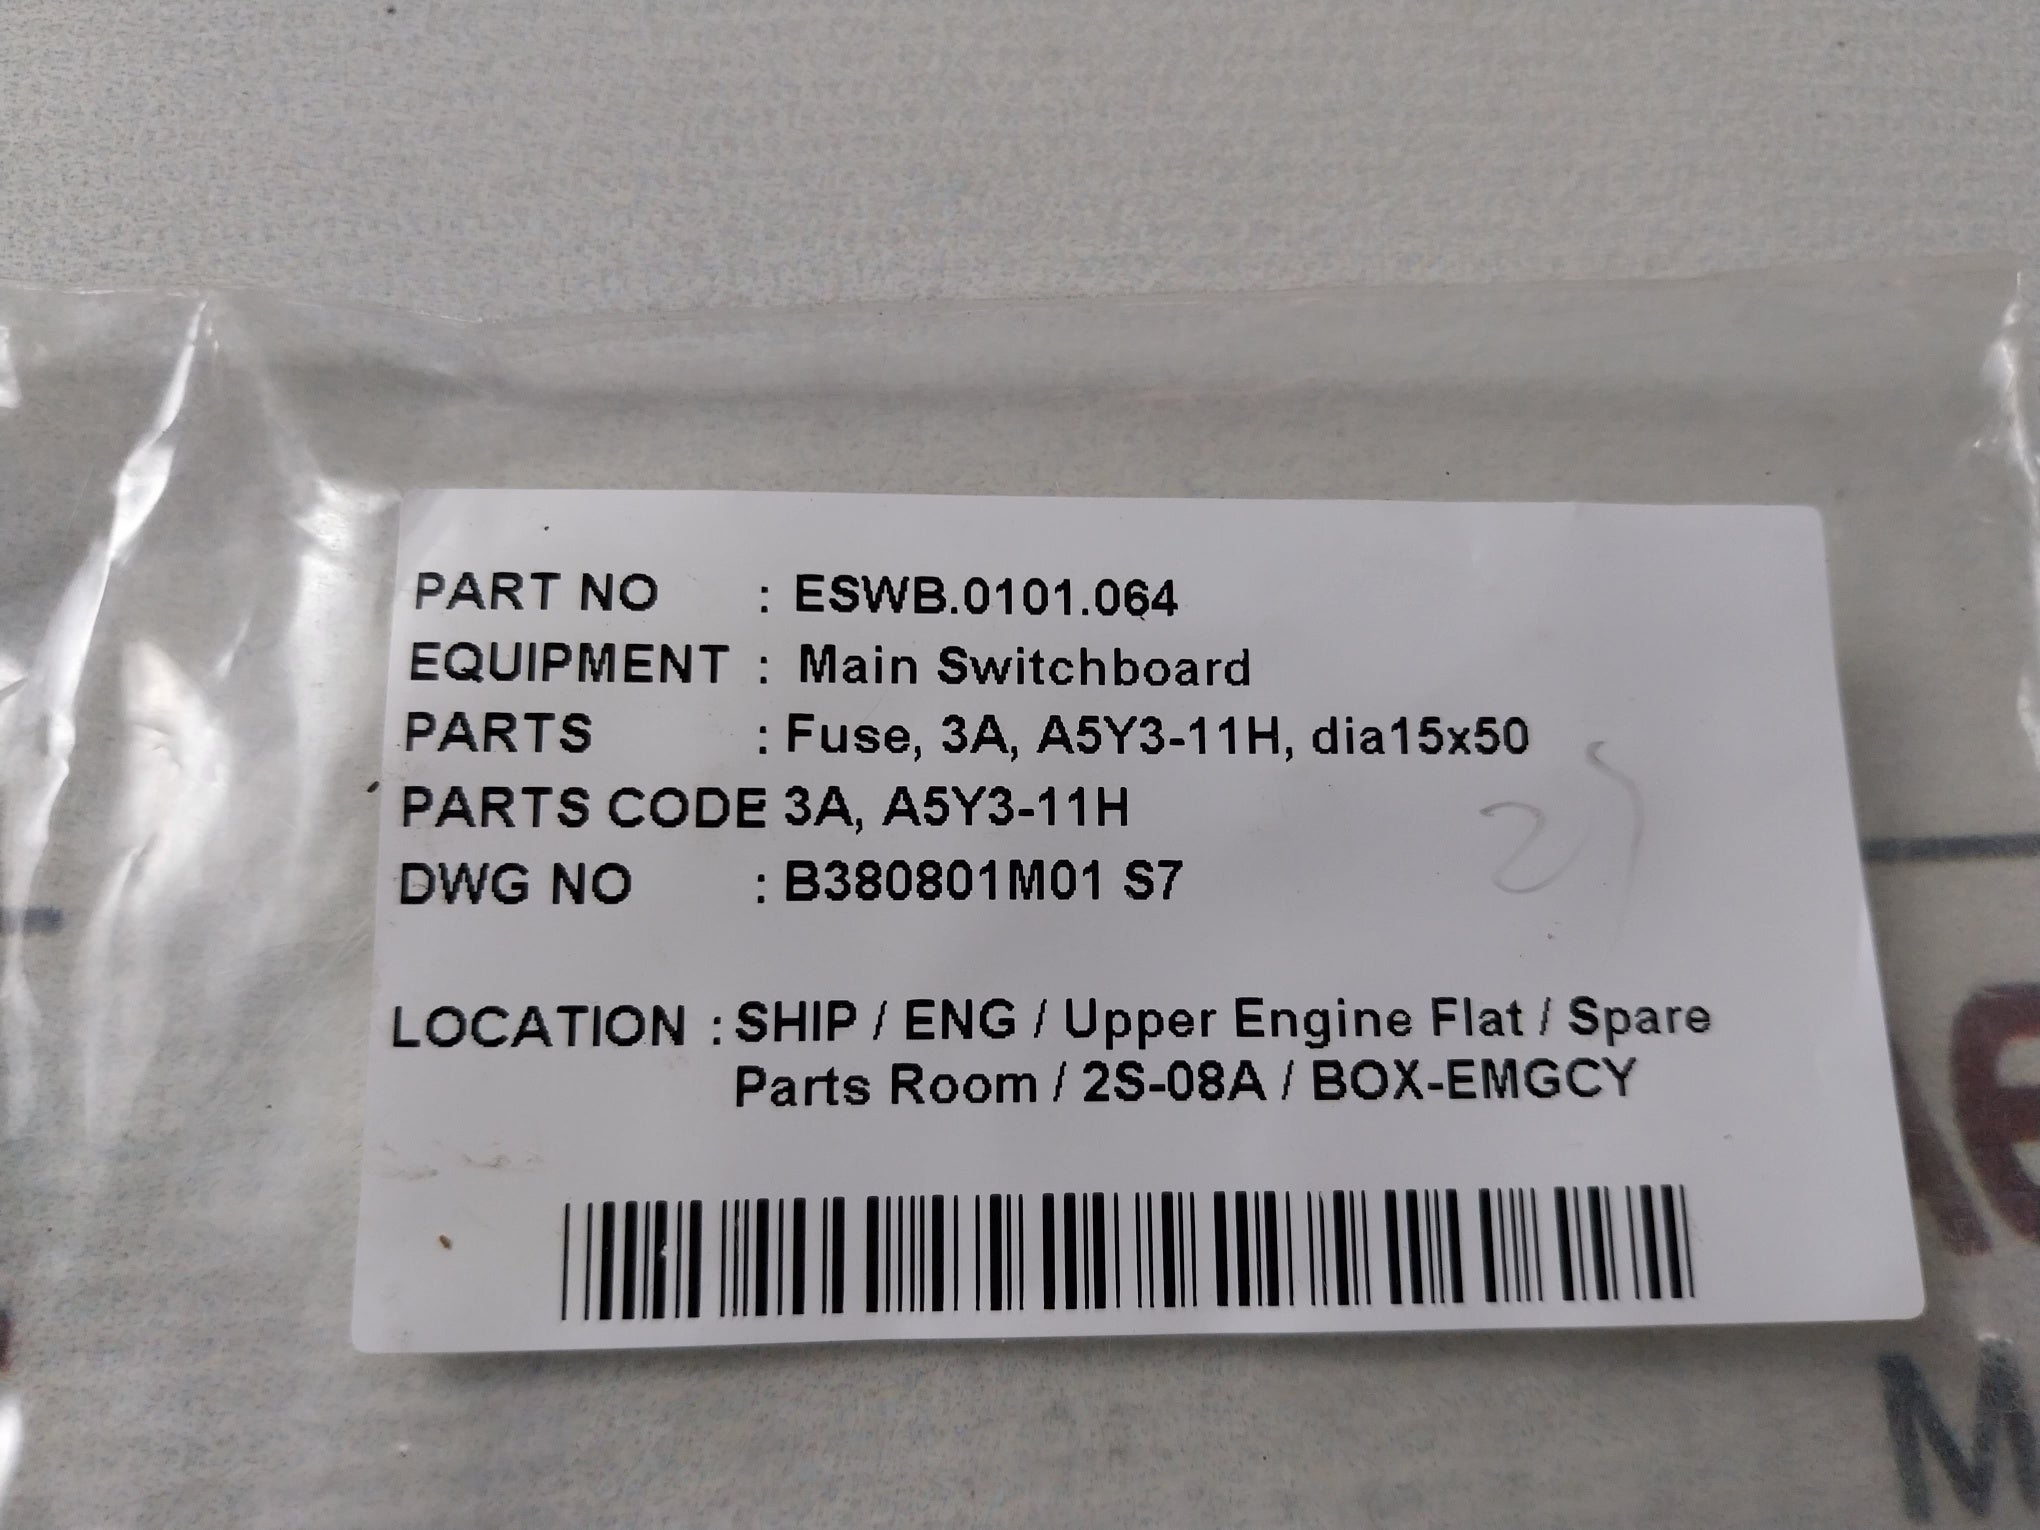 PART NO : ESWB.0101.064
EQUIPMENT : Main Switchboard
PARTS : Fuse, 3A, A5Y3-11H, dia15x50
PARTS CODE 3A, A5Y3-11H
DWG NO : B380801M01 S7
LOCATION : SHIP / ENG / Upper Engine Flat / Spare
Parts Room / 2S-08A / BOX-EMGCY